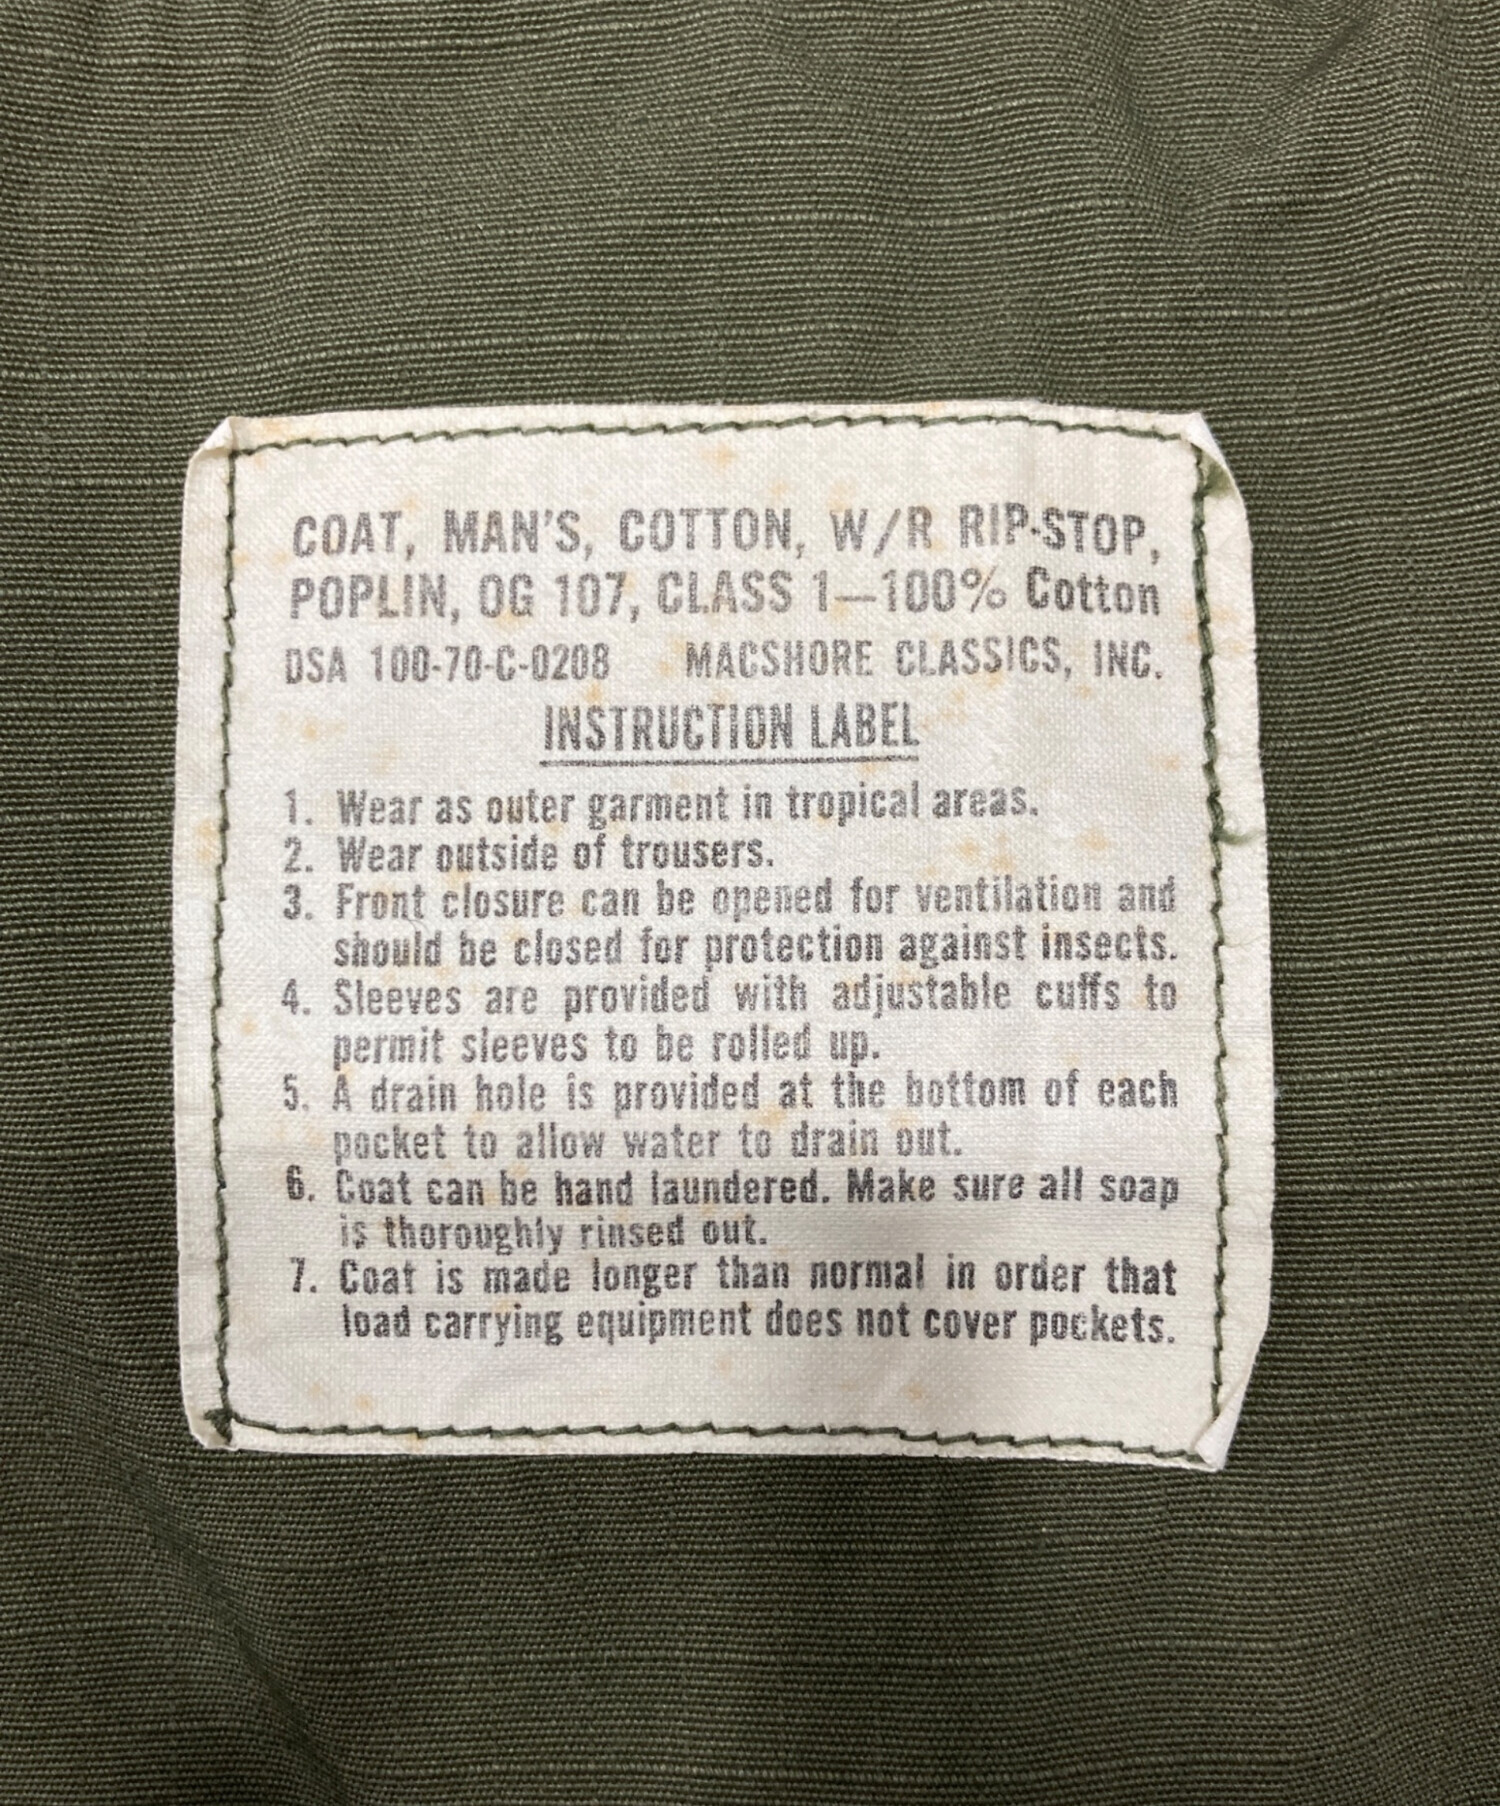 COAT, MAN'S, COTTON, W/R RIP-STOP,
POPLIN, OG 107, CLASS 1—100% Cotton
DSA 100-70-C-0208 MACSHORE CLASSICS, INC.
INSTRUCTION LABEL
1. Wear as outer garment in tropical areas.
2. Wear outside of trousers.
3. Front closure can be opened for ventilation and
should be closed for protection against insects.
4. Sleeves are provided with adjustable cuffs to
permit sleeves to be rolled up.
5. A drain hole is provided at the bottom of each
pocket to allow water to drain out.
6. Coat can be hand laundered. Make sure all soap
is thoroughly rinsed out.
7. Coat is made longer than normal in order that
load carrying equipment does not cover pockets.